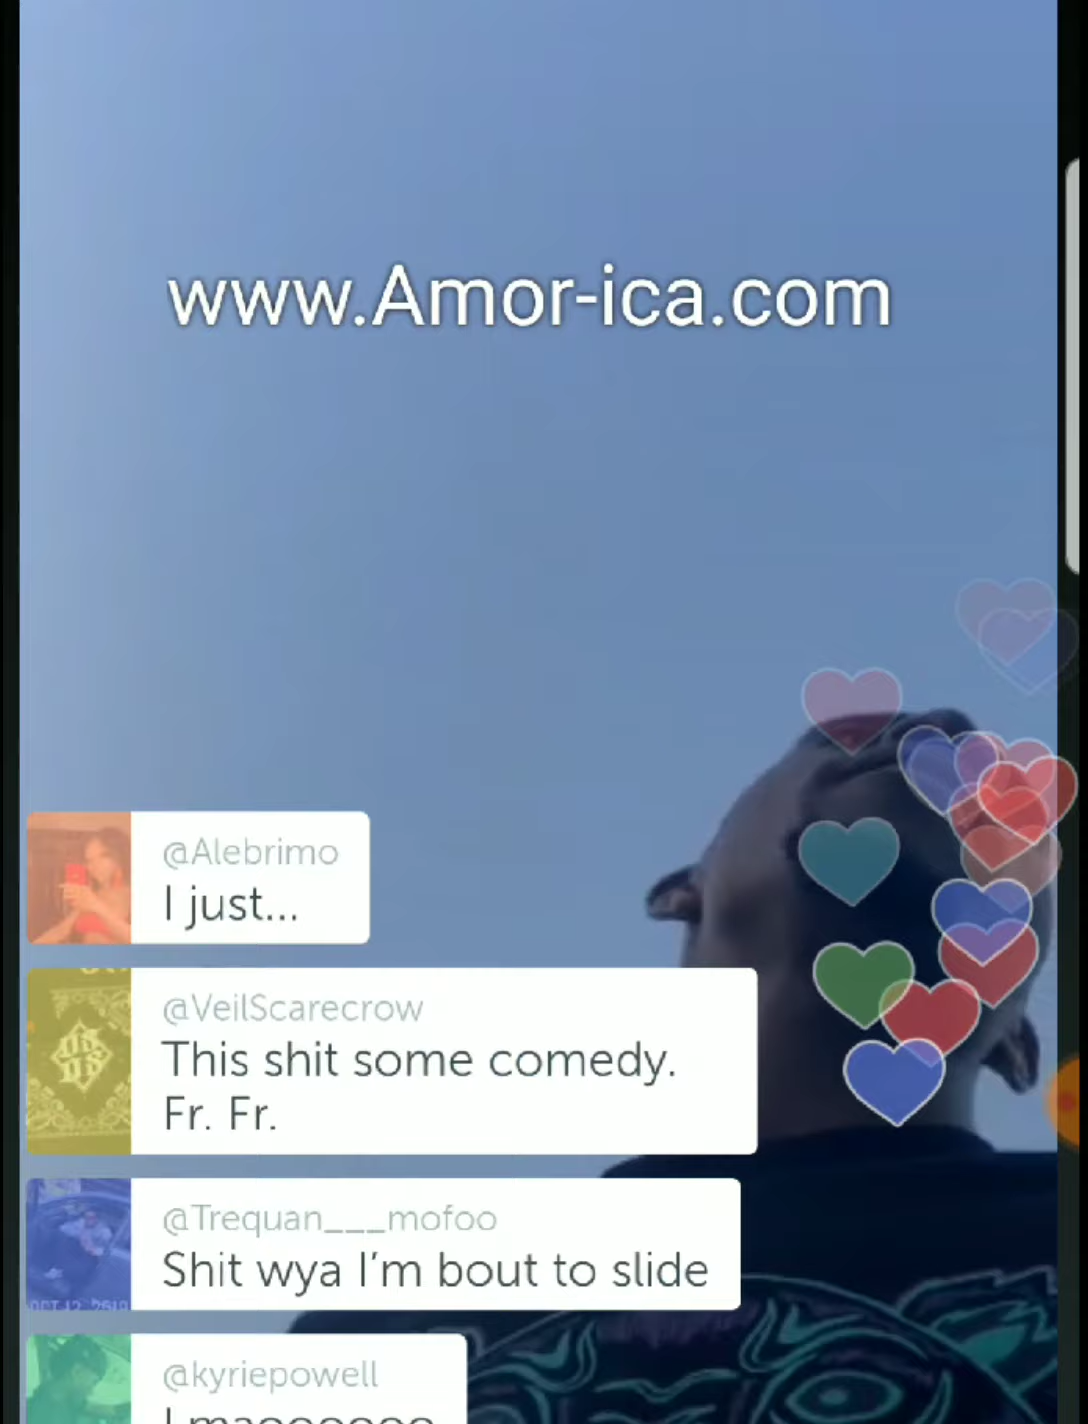 www.Amor-ica.com
@Alebrimo
I just...
@VeilScarecrow
This shit some comedy.
Fr. Fr.
@Trequan___mofoo
Shit wya I'm bout to slide
@kyriepowell